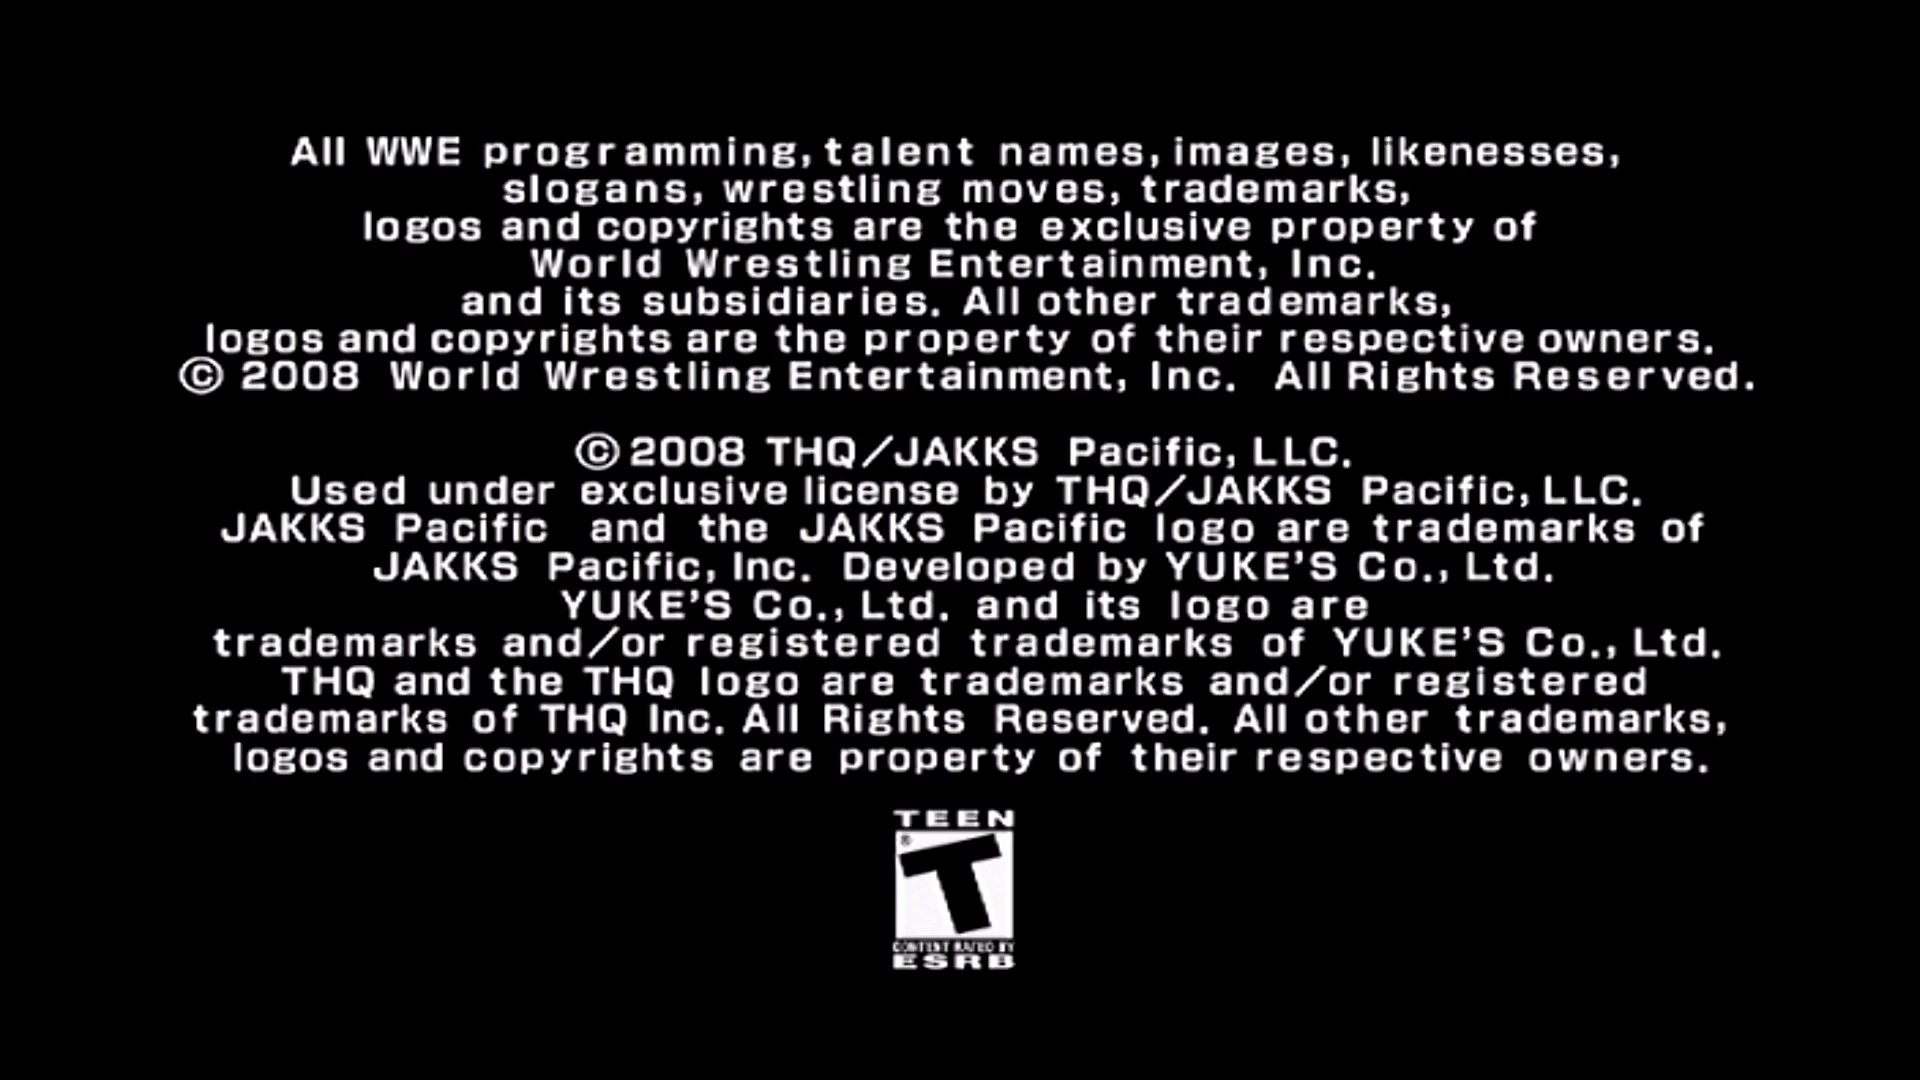 All WWE programming, talent names, images, likenesses,
slogans, wrestling moves, trademarks,
logos and copyrights are the exclusive property of
World Wrestling Entertainment, Inc.
and its subsidiaries. All other trademarks,
logos and copyrights are the property of their respective owners.
© 2008 World Wrestling Entertainment, Inc. All Rights Reserved.
© 2008 THQ/JAKKS Pacific, LLC.
Used under exclusive license by THQ/JAKKS Pacific, LLC.
JAKKS Pacific and the JAKKS Pacific logo are trademarks of
JAKKS Pacific, Inc. Developed by YUKE'S Co., Ltd.
YUKE'S Co., Ltd. and its logo are
trademarks and/or registered trademarks of YUKE'S Co., Ltd.
THQ and the THQ logo are trademarks and/or registered
trademarks of THQ Inc. All Rights Reserved. All other trademarks,
logos and copyrights are property of their respective owners.
TEEN
T ®
CONTENT RATED BY
ESRB